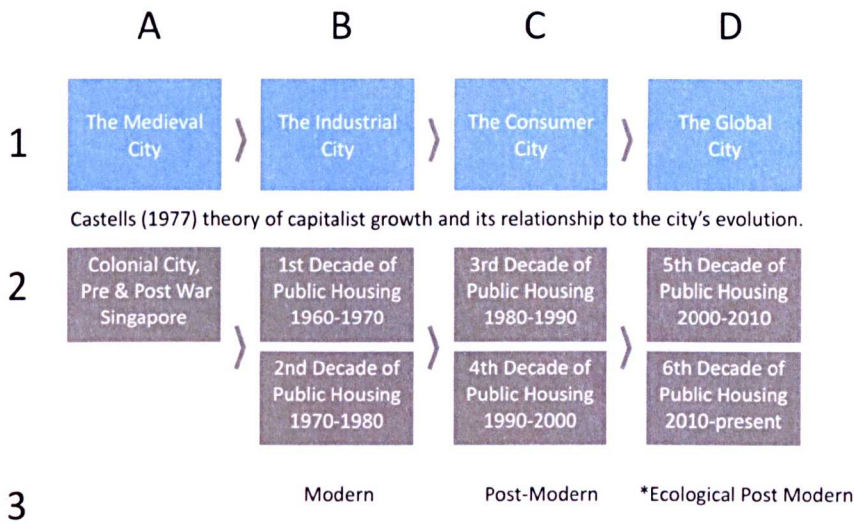 A B C D
1
The Medieval The Industrial The Consumer The Global
City City City City
Castells (1977) theory of capitalist growth and its relationship to the city's evolution.
2
Colonial City,
Pre & Post War
Singapore
1st Decade of
Public Housing
1960-1970
3rd Decade of
Public Housing
1980-1990
5th Decade of
Public Housing
2000-2010
2nd Decade of
Public Housing
1970-1980
4th Decade of
Public Housing
1990-2000
6th Decade of
Public Housing
2010-present
3
Modern Post-Modern *Ecological Post Modern